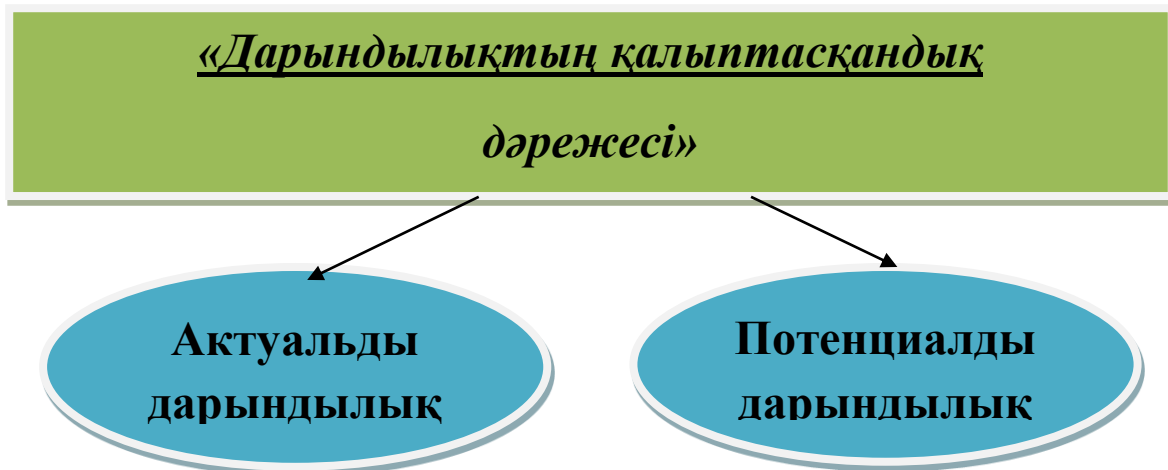 «Дарындылықтың қалыптасқандық
дәрежесі»
Актуальды
дарындылық
Потенциалды
дарындылық